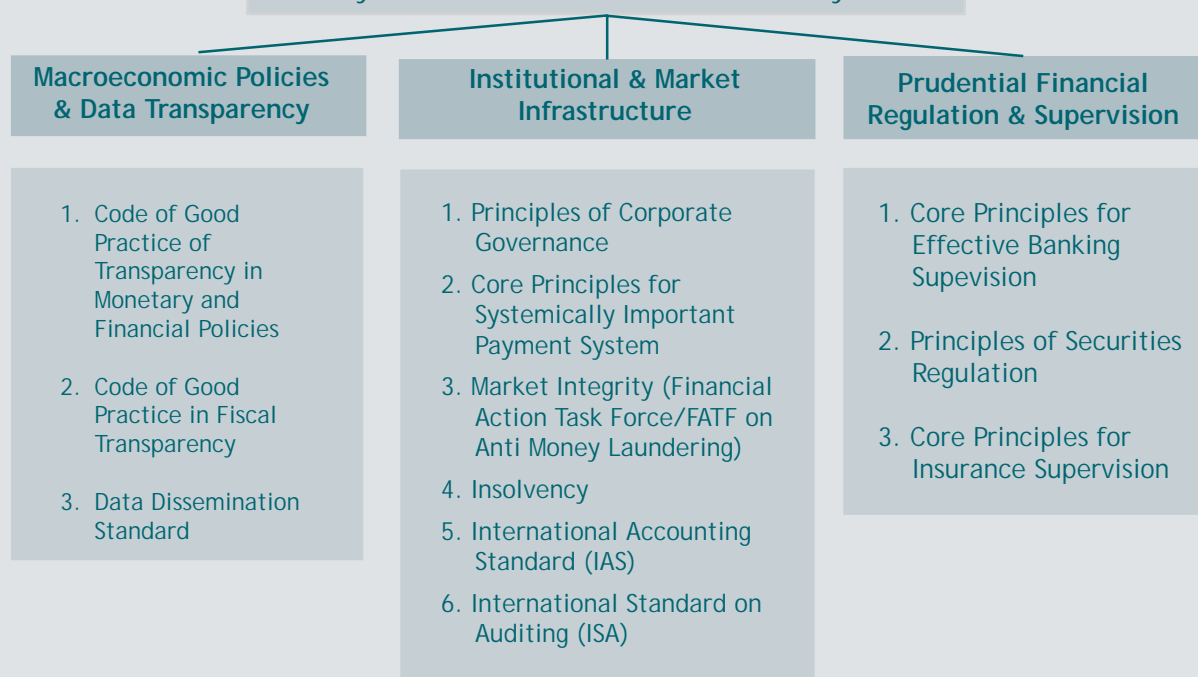 Macroeconomic Policies
& Data Transparency
Institutional & Market
Infrastructure
Prudential Financial
Regulation & Supervision
1. Code of Good
Practice of
Transparency in
Monetary and
Financial Policies
2. Code of Good
Practice in Fiscal
Transparency
3. Data Dissemination
Standard
1. Principles of Corporate
Governance
2. Core Principles for
Systemically Important
Payment System
3. Market Integrity (Financial
Action Task Force/FATF on
Anti Money Laundering)
4. Insolvency
5. International Accounting
Standard (IAS)
6. International Standard on
Auditing (ISA)
1. Core Principles for
Effective Banking
Supevision
2. Principles of Securities
Regulation
3. Core Principles for
Insurance Supervision